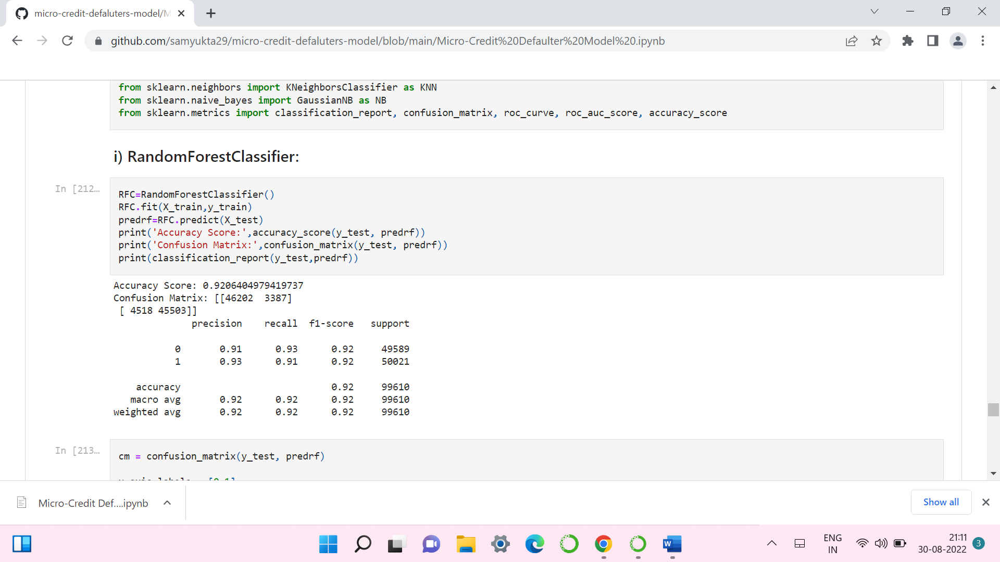 micro-credit-defaluters-model/M
github.com/samyukta29/micro-credit-defaluters-model/blob/main/Micro-Credit%20Defaulter%20Model%20.ipynb
from sklearn.neighbors import KNeighborsClassifier as KNN
from sklearn.naive_bayes import GaussianNB as NB
from sklearn.metrics import classification_report, confusion_matrix, roc_curve, roc_auc_score, accuracy_score
i) RandomForestClassifier:
In [212…
RFC=RandomForestClassifier()
RFC.fit(X_train,y_train)
predrf=RFC.predict(X_test)
print('Accuracy Score:',accuracy_score(y_test, predrf))
print('Confusion Matrix:',confusion_matrix(y_test, predrf))
print(classification_report(y_test,predrf))
Accuracy Score: 0.9206404979419737
Confusion Matrix: [[46202  3387]
 [ 4518 45503]]
precision recall f1-score support
0 0.91 0.93 0.92 49589
1 0.93 0.91 0.92 50021
accuracy 0.92 99610
macro avg 0.92 0.92 0.92 99610
weighted avg 0.92 0.92 0.92 99610
In [213…
cm = confusion_matrix(y_test, predrf)
Micro-Credit Def....ipynb
Show all
W
ENG
IN
21:11
30-08-2022
3